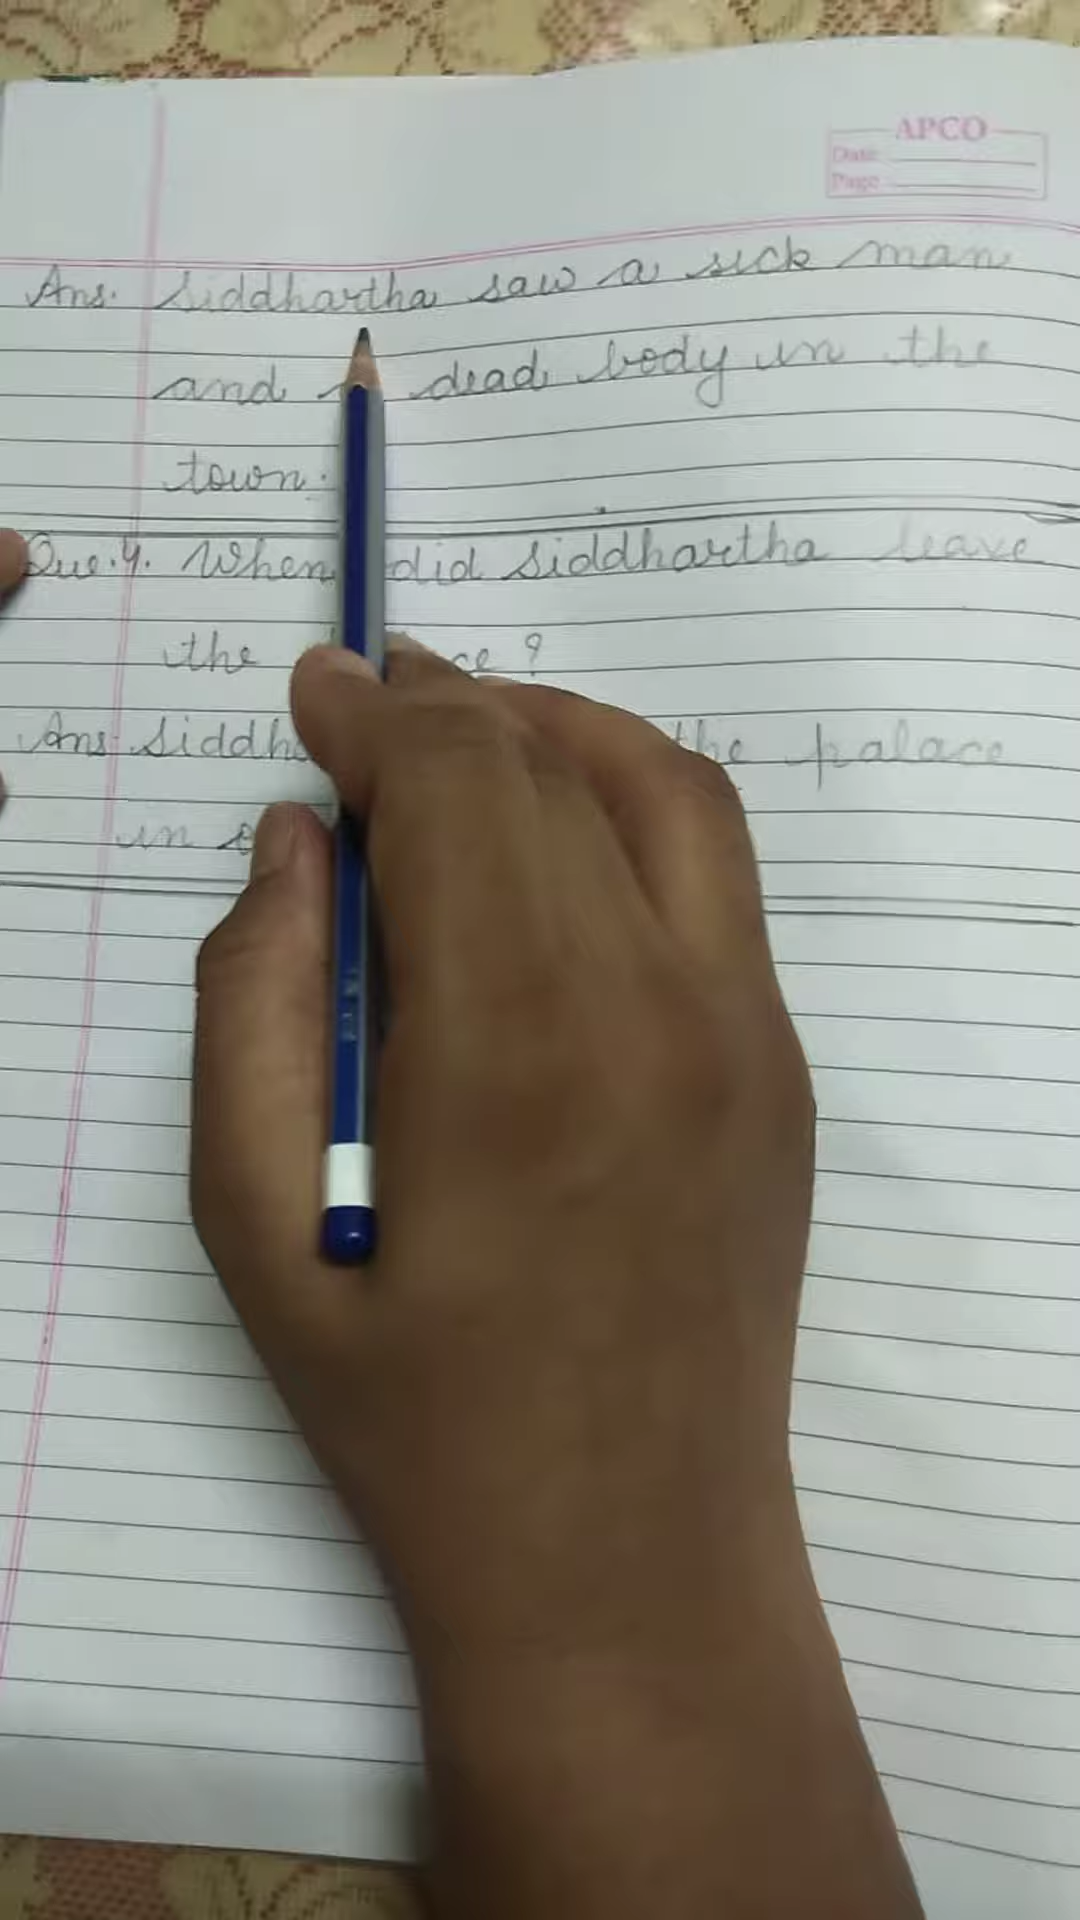 APCO
Date
Page
Ans. Siddhartha saw a sick man
and dead body in the
town.
Que.4. When did Siddhartha leave
the ?
Ans Siddha the palace
in